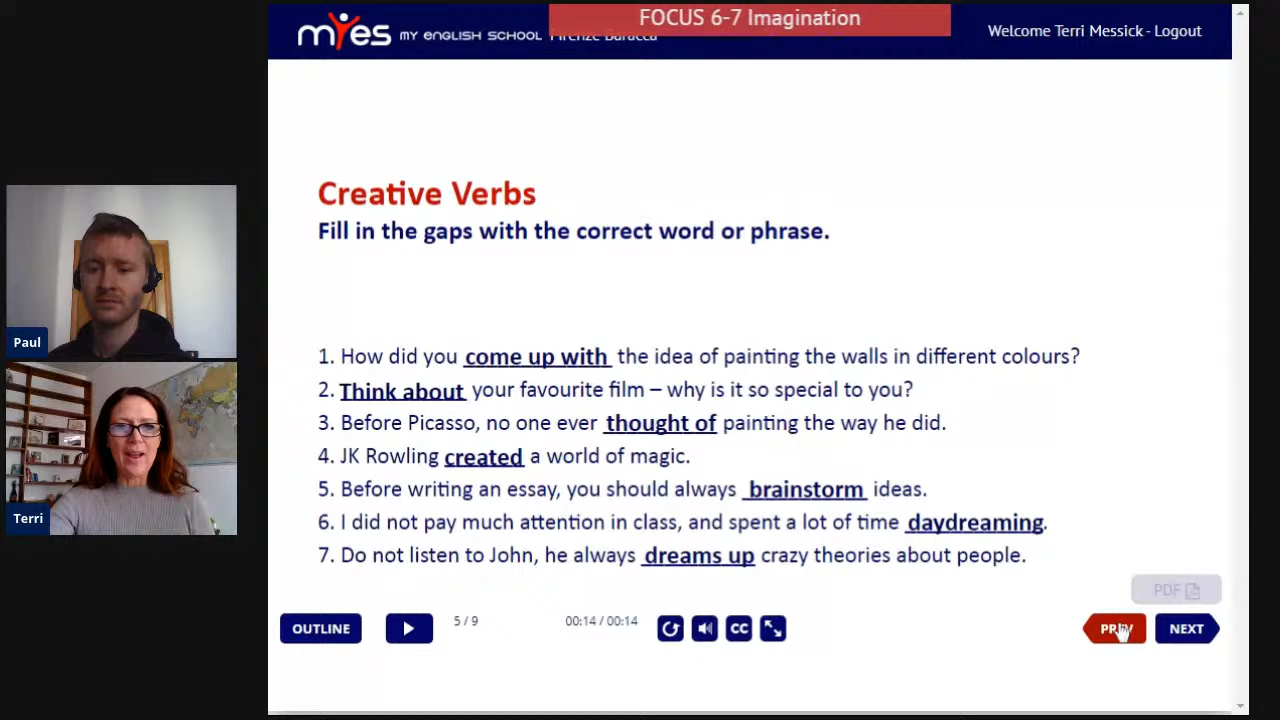 FOCUS 6-7 Imagination
myes MY ENGLISH SCHOOL Firenze Baracca
Welcome Terri Messick - Logout
Creative Verbs
Fill in the gaps with the correct word or phrase.
1. How did you come up with the idea of painting the walls in different colours?
2. Think about your favourite film – why is it so special to you?
3. Before Picasso, no one ever thought of painting the way he did.
4. JK Rowling created a world of magic.
5. Before writing an essay, you should always brainstorm ideas.
6. I did not pay much attention in class, and spent a lot of time daydreaming.
7. Do not listen to John, he always dreams up crazy theories about people.
Paul
Terri
PDF
OUTLINE
5 / 9
00:14 / 00:14
CC
PREV
NEXT